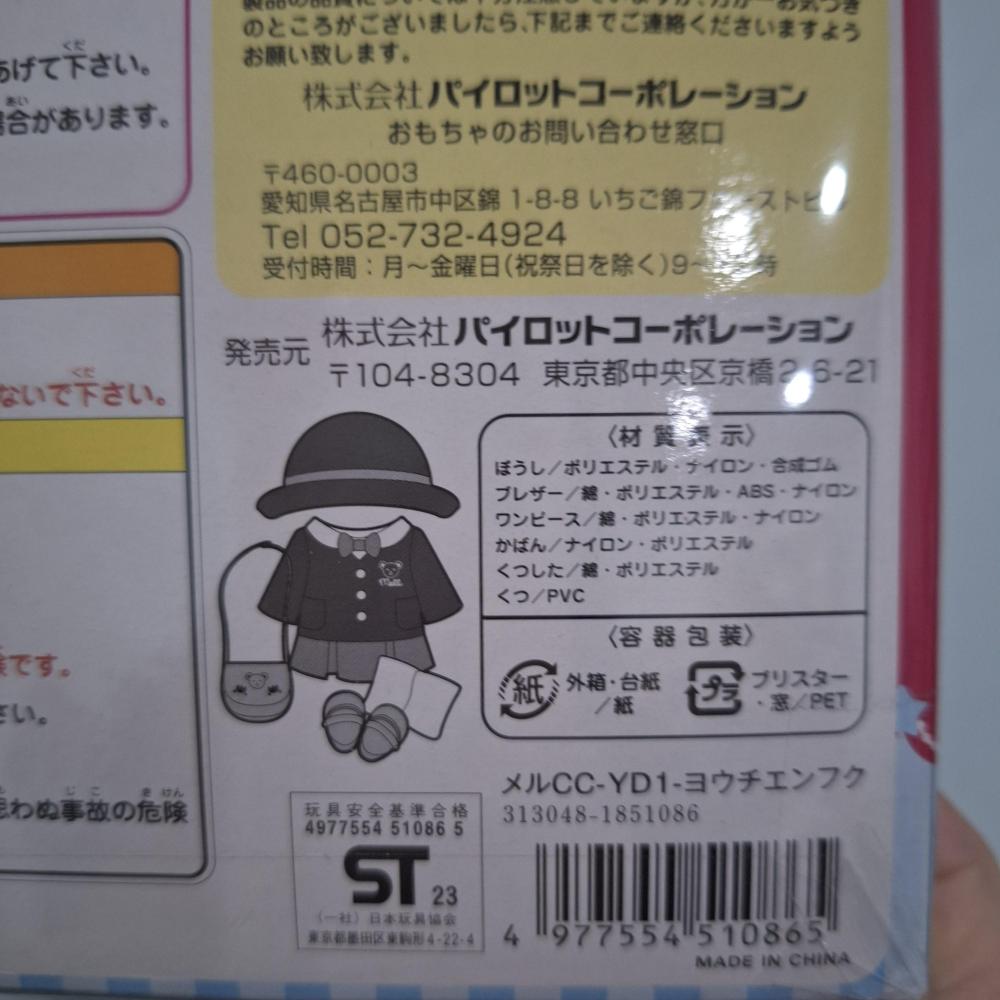 あげて下さい。
場合があります。
ないで下さい。
です。
さい。
思わぬ事故の危険
のところがございましたら、下記までご連絡くださいますよう
お願い致します。
株式会社パイロットコーポレーション
おもちゃのお問い合わせ窓口
〒460-0003
愛知県名古屋市中区錦 1-8-8 いちご錦
Tel 052-732-4924
受付時間：月〜金曜日(祝祭日を除く)9〜
発売元 株式会社パイロットコーポレーション
〒104-8304 東京都中央区京橋2-6-21
〈材質表示〉
ぼうし/ポリエステル・ナイロン・合成ゴム
ブレザー/綿・ポリエステル・ABS・ナイロン
ワンピース/綿・ポリエステル・ナイロン
かばん/ナイロン・ポリエステル
くつした/綿・ポリエステル
くつ/PVC
〈容器包装〉
紙 外箱・台紙
/紙
プラ ブリスター
・窓/PET
Mell
メルCC-YD1-ヨウチエンフク
313048-1851086
玩具安全基準合格
4977554 51086 5
ST 23
(一社) 日本玩具協会
東京都墨田区東駒形4-22-4
4 977554 510865
MADE IN CHINA